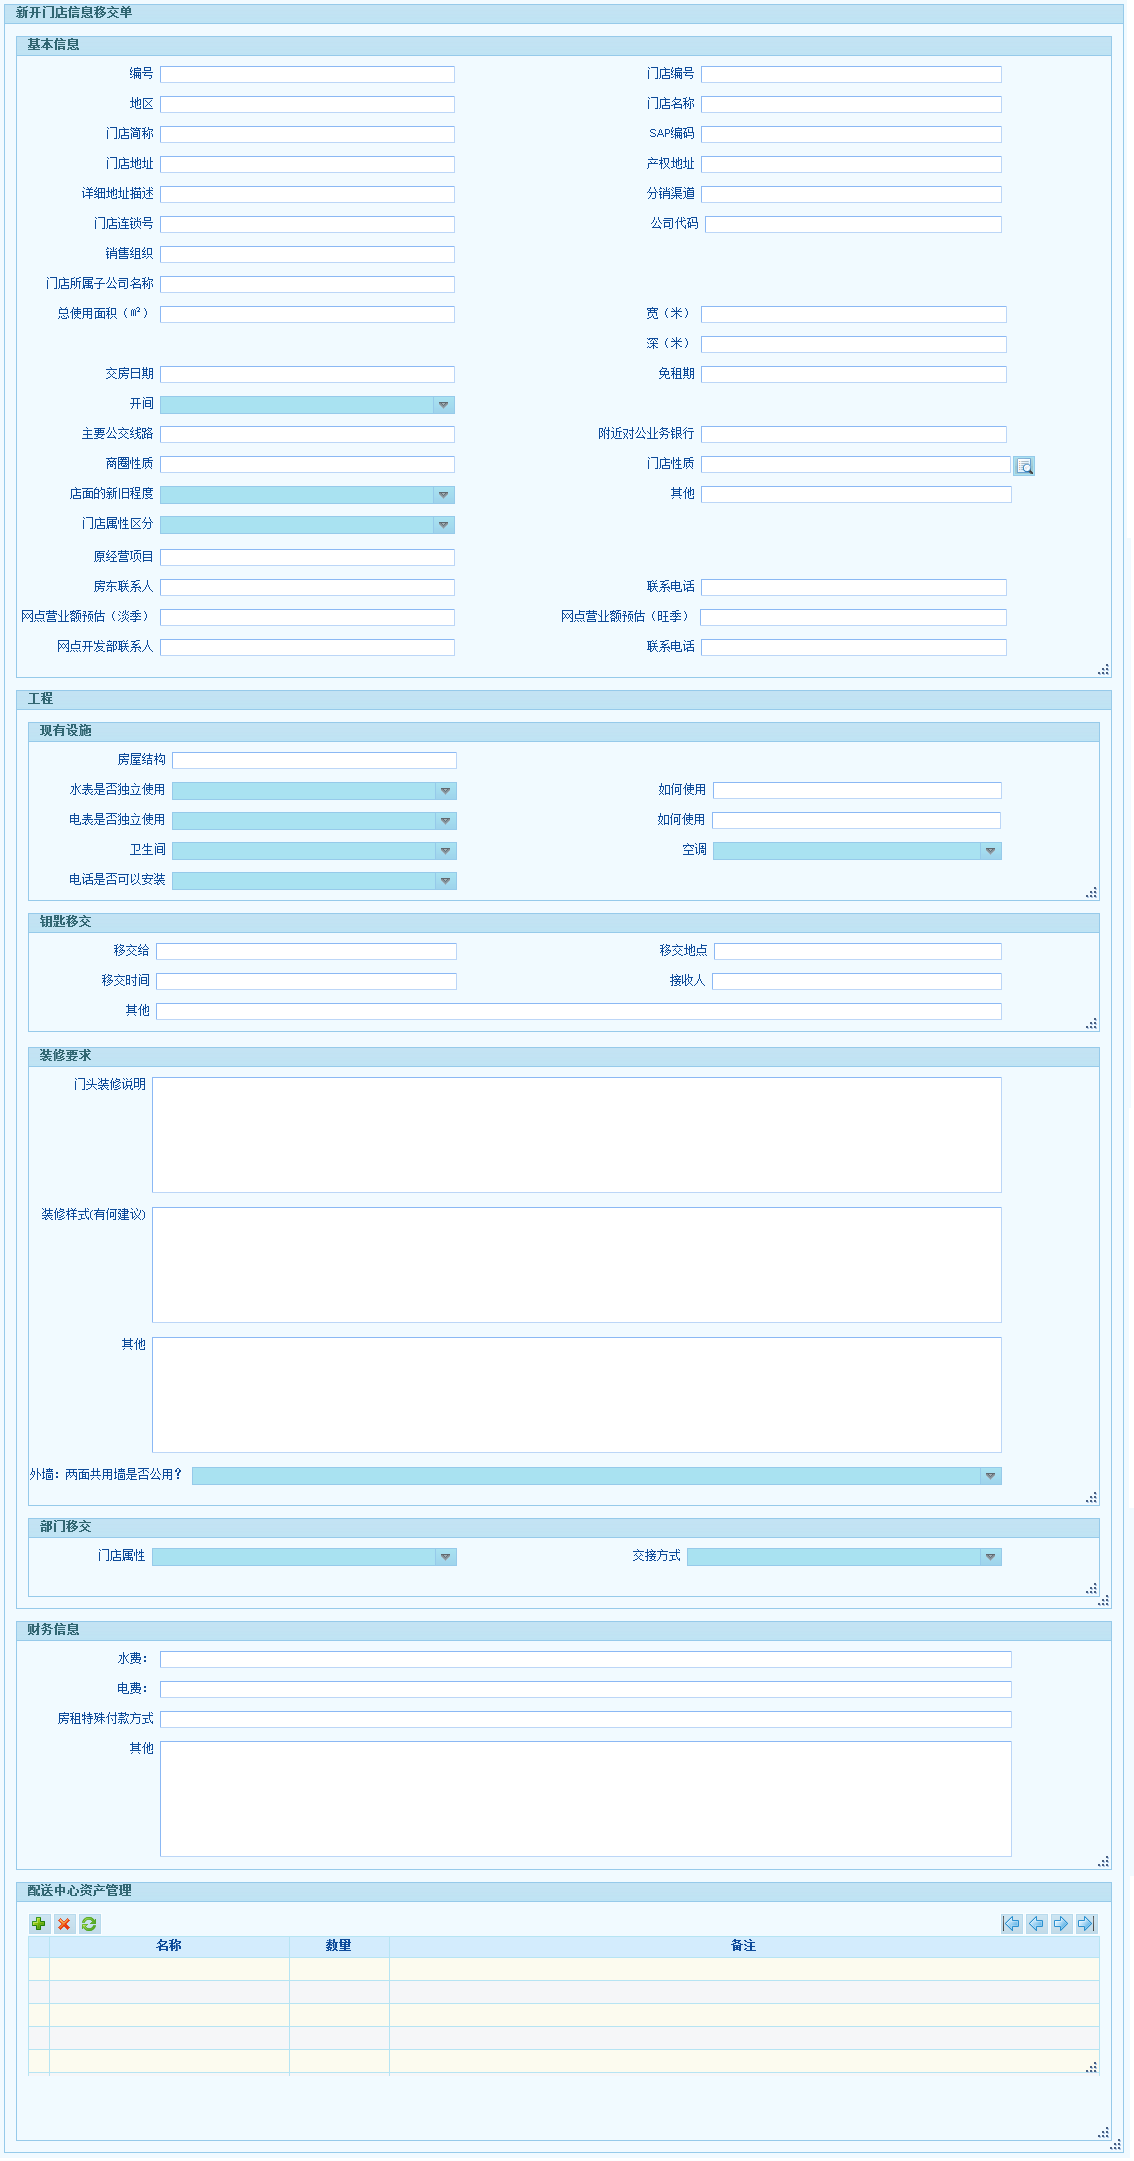 新开门店信息移交单
基本信息
编号 门店编号
地区 门店名称
门店简称 SAP编码
门店地址 产权地址
详细地址描述 分销渠道
门店连锁号 公司代码
销售组织
门店所属子公司名称
总使用面积（㎡） 宽（米）
深（米）
交房日期 免租期
开间
主要公交线路 附近对公业务银行
商圈性质 门店性质
店面的新旧程度 其他
门店属性区分
原经营项目
房东联系人 联系电话
网点营业额预估（淡季） 网点营业额预估（旺季）
网点开发部联系人 联系电话
工程
现有设施
房屋结构
水表是否独立使用 如何使用
电表是否独立使用 如何使用
卫生间 空调
电话是否可以安装
钥匙移交
移交给 移交地点
移交时间 接收人
其他
装修要求
门头装修说明
装修样式(有何建议)
其他
外墙：两面共用墙是否公用？
部门移交
门店属性 交接方式
财务信息
水费：
电费：
房租特殊付款方式
其他
配送中心资产管理
名称 数量 备注